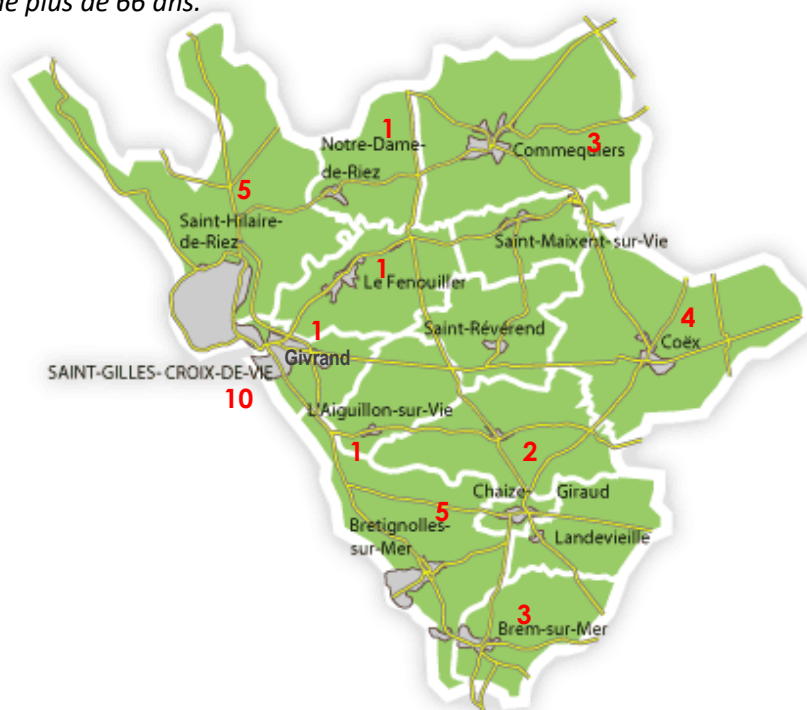 de plus de 66 ans.
1
Notre-Dame-
de-Riez
3
Commequiers
5
Saint-Hilaire-
de-Riez
Saint-Maixent-sur-Vie
1
Le Fenouiller
4
Coëx
1
Saint-Révérend
Givrand
SAINT-GILLES-CROIX-DE-VIE
10
L'Aiguillon-sur-Vie
1
2
Chaize-Giraud
5
Bretignolles-
sur-Mer
Landevieille
3
Brem-sur-Mer